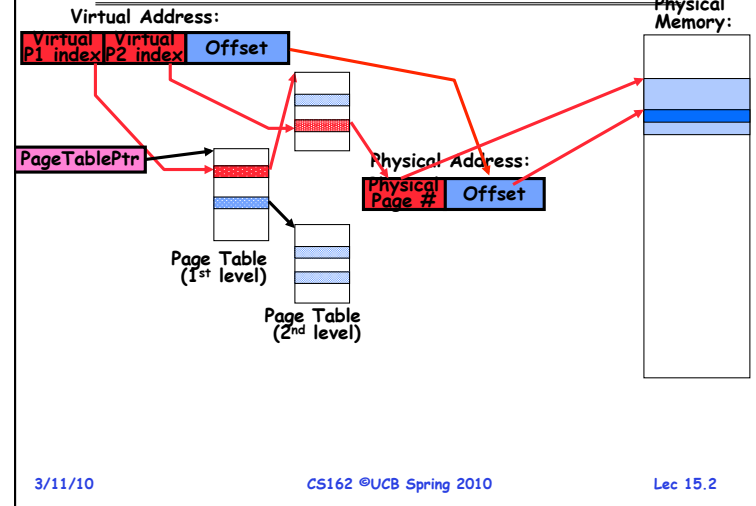 Virtual Address:
Physical
Memory:
Virtual
P1 index
Virtual
P2 index
Offset
PageTablePtr
Physical Address:
Physical
Page #
Offset
Page Table
(1st level)
Page Table
(2nd level)
3/11/10
CS162 ©UCB Spring 2010
Lec 15.2